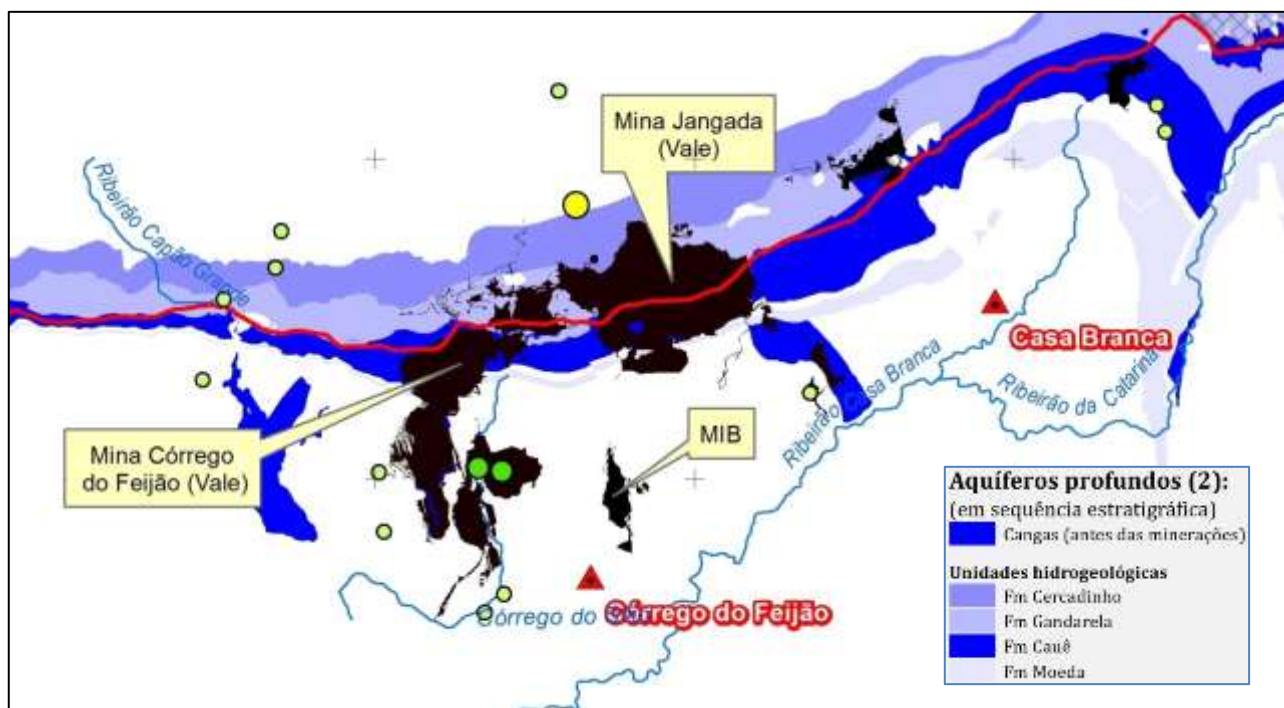 Mina Jangada
(Vale)
Ribeirão Capão Grande
Casa Branca
Ribeirão Casa Branca
Ribeirão da Catarina
MIB
Mina Córrego
do Feijão (Vale)
Córrego do
Córrego do Feijão
Aquíferos profundos (2):
(em sequência estratigráfica)
Cangas (antes das minerações)
Unidades hidrogeológicas
Fm Cercadinho
Fm Gandarela
Fm Cauê
Fm Moeda